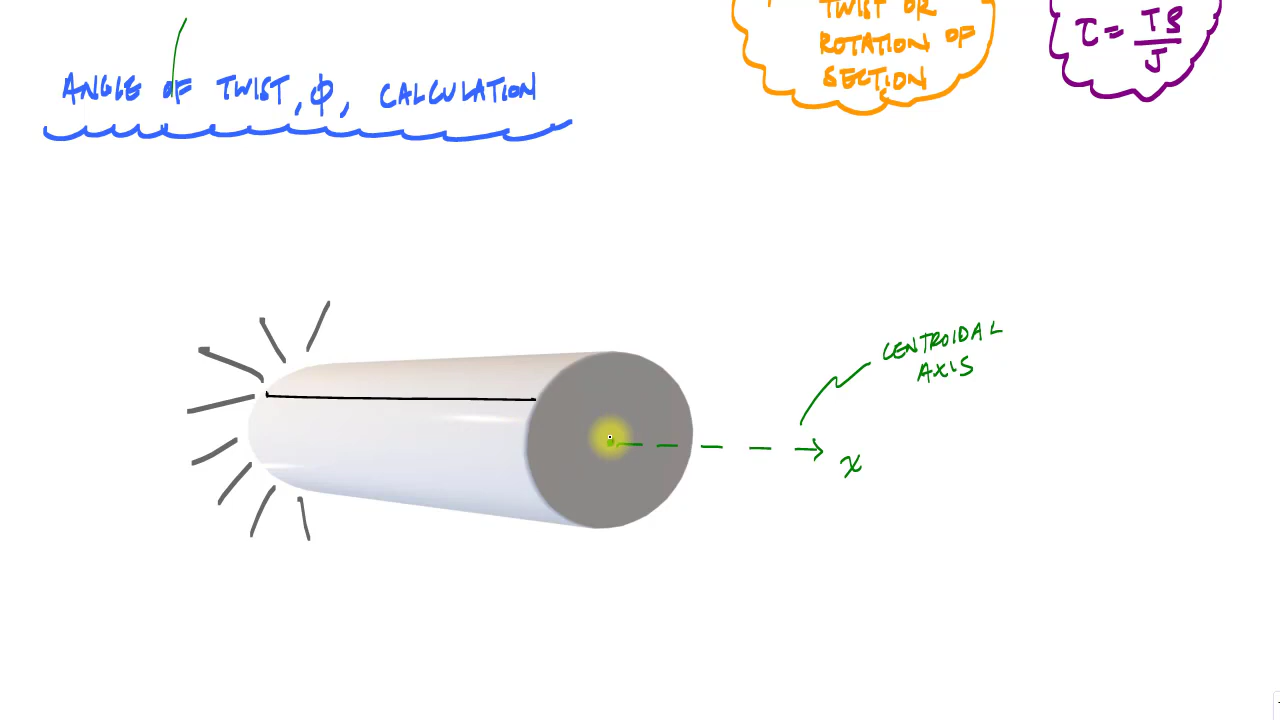 TWIST OR
ROTATION OF
SECTION
τ = Tρ/J
ANGLE OF TWIST, ϕ, CALCULATION
CENTROIDAL
AXIS
x